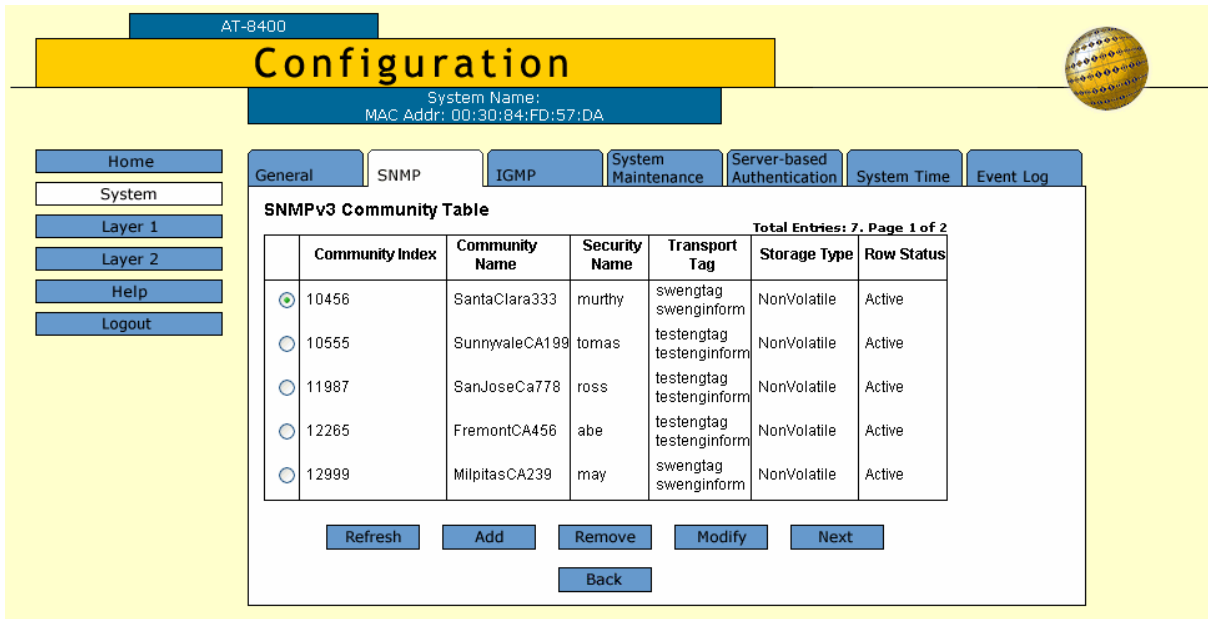 AT-8400
Configuration
System Name:
MAC Addr: 00:30:84:FD:57:DA
Home
System
Layer 1
Layer 2
Help
Logout
General
SNMP
IGMP
System Maintenance
Server-based Authentication
System Time
Event Log
SNMPv3 Community Table
Total Entries: 7. Page 1 of 2
Community Index Community Name Security Name Transport Tag Storage Type Row Status
10456 SantaClara333 murthy swengtag swenginform NonVolatile Active
10555 SunnyvaleCA199 tomas testengtag testenginform NonVolatile Active
11987 SanJoseCa778 ross testengtag testenginform NonVolatile Active
12265 FremontCA456 abe testengtag testenginform NonVolatile Active
12999 MilpitasCA239 may swengtag swenginform NonVolatile Active
Refresh
Add
Remove
Modify
Next
Back